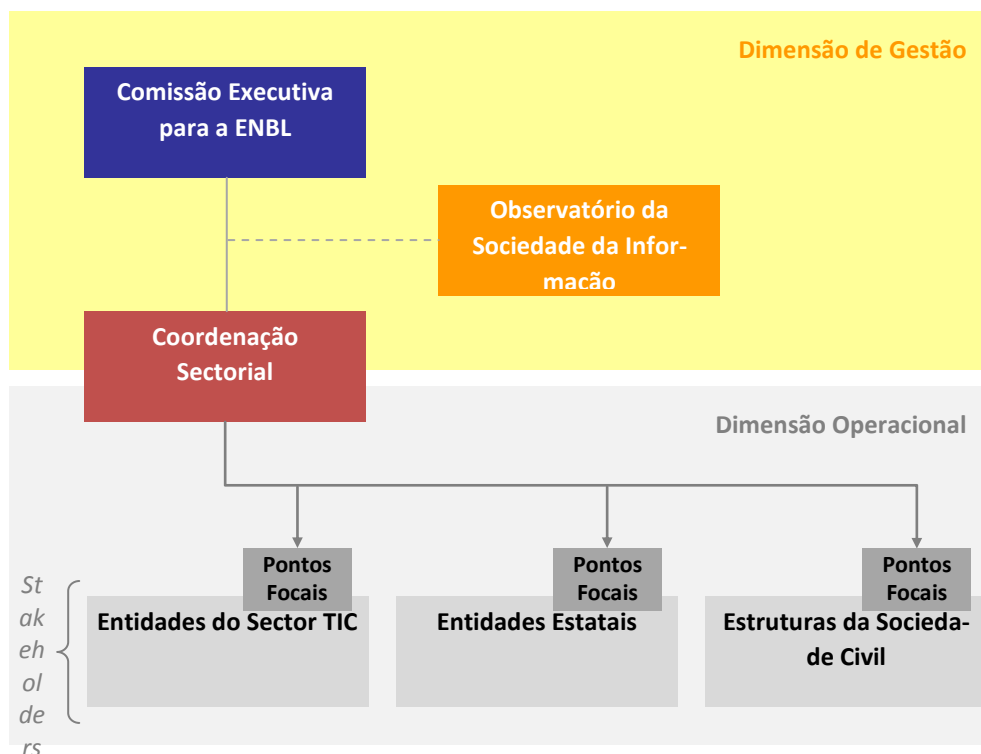 Dimensão de Gestão
Comissão Executiva
para a ENBL
Observatório da
Sociedade da Infor-
mação
Coordenação
Sectorial
Dimensão Operacional
Pontos
Focais
Pontos
Focais
Pontos
Focais
St
ak
eh
ol
de
rs
Entidades do Sector TIC
Entidades Estatais
Estruturas da Socieda-
de Civil